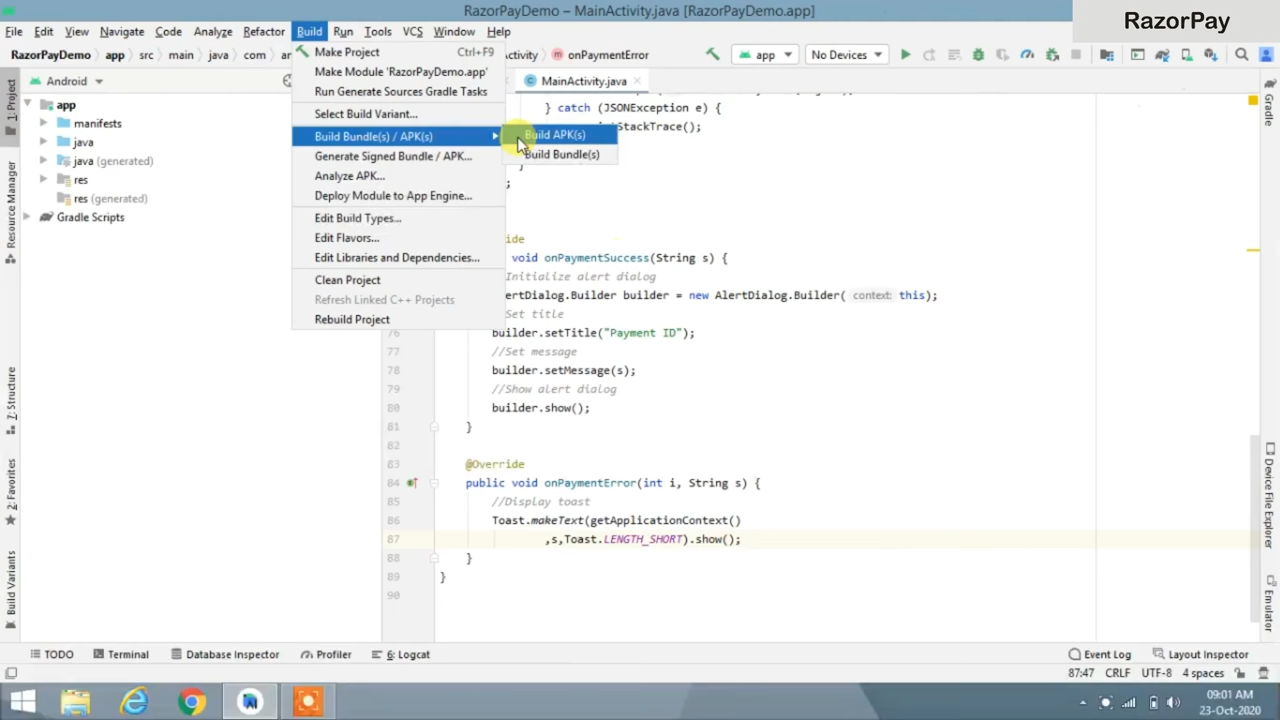 RazorPayDemo – MainActivity.java [RazorPayDemo.app]
RazorPay
File Edit View Navigate Code Analyze Refactor Build Run Tools VCS Window Help
RazorPayDemo app src main java com
Activity onPaymentError
app
No Devices
Make Project Ctrl+F9
Make Module 'RazorPayDemo.app'
Run Generate Sources Gradle Tasks
Select Build Variant...
Build Bundle(s) / APK(s)
Generate Signed Bundle / APK...
Analyze APK...
Deploy Module to App Engine...
Edit Build Types...
Edit Flavors...
Edit Libraries and Dependencies...
Clean Project
Refresh Linked C++ Projects
Rebuild Project
Build APK(s)
Build Bundle(s)
1: Project
Resource Manager
7: Structure
2: Favorites
Build Variants
Android
app
manifests
java
java (generated)
res
res (generated)
Gradle Scripts
MainActivity.java
} catch (JSONException e) {
tStackTrace();
}
;
ide
void onPaymentSuccess(String s) {
Initialize alert dialog
lertDialog.Builder builder = new AlertDialog.Builder( context: this);
Set title
76 builder.setTitle("Payment ID");
77 //Set message
78 builder.setMessage(s);
79 //Show alert dialog
80 builder.show();
81 }
82
83 @Override
84 public void onPaymentError(int i, String s) {
85 //Display toast
86 Toast.makeText(getApplicationContext()
87 ,s,Toast.LENGTH_SHORT).show();
88 }
89 }
90
Gradle
Device File Explorer
Emulator
TODO Terminal Database Inspector Profiler 6: Logcat Event Log Layout Inspector
87:47 CRLF UTF-8 4 spaces
09:01 AM
23-Oct-2020